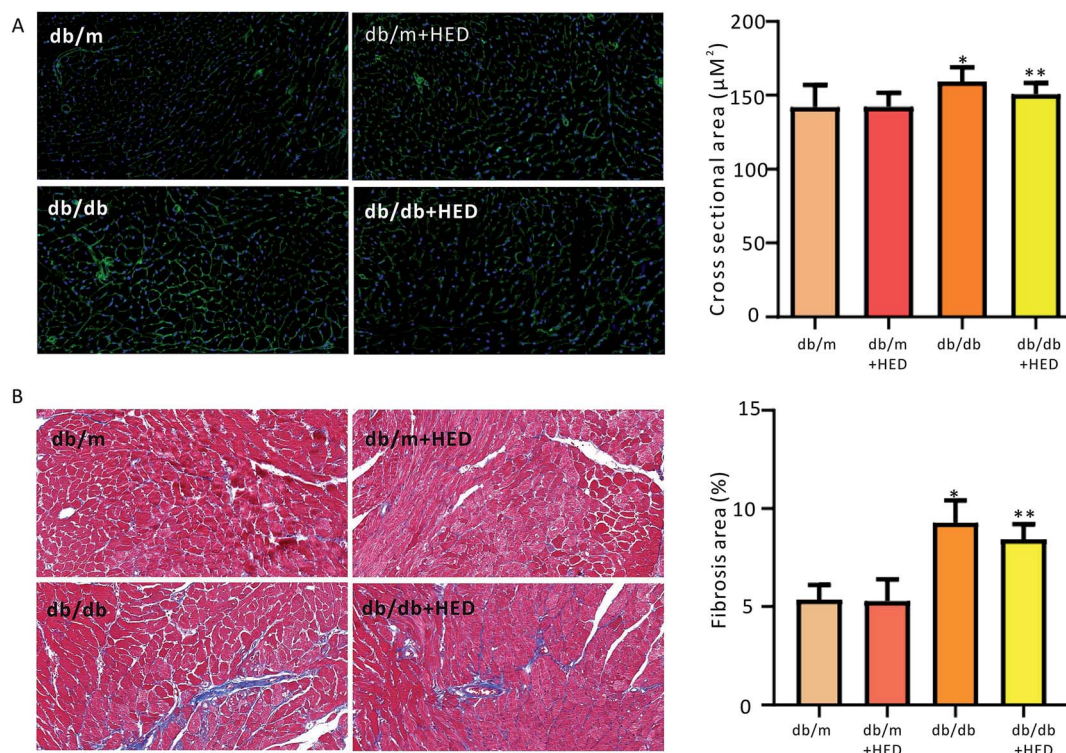 A
db/m
db/m+HED
db/db
db/db+HED
Cross sectional area (µM²)
200
150
100
50
0
*
**
db/m
db/m
+HED
db/db
db/db
+HED
B
db/m
db/m+HED
db/db
db/db+HED
Fibrosis area (%)
15
10
5
0
*
**
db/m
db/m
+HED
db/db
db/db
+HED